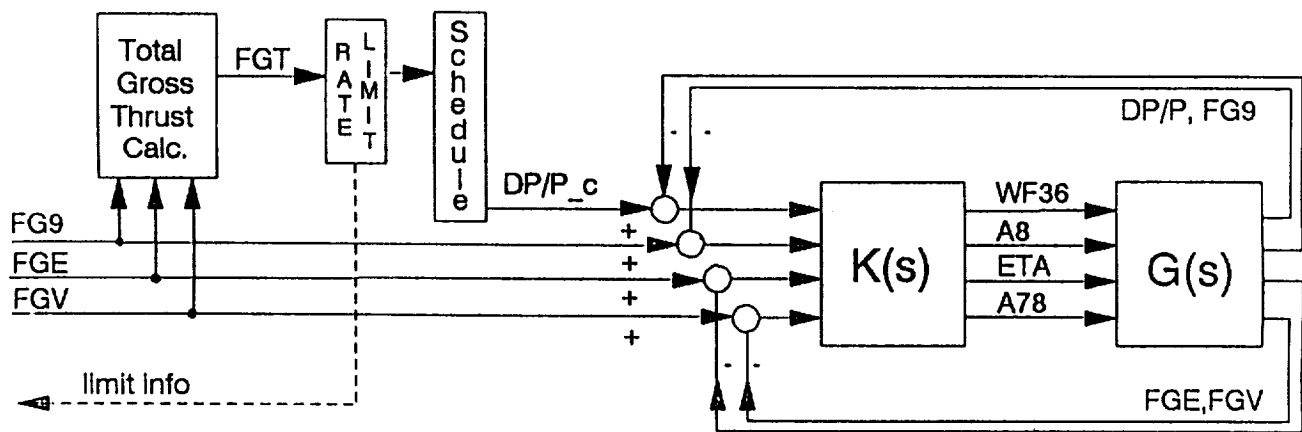 Total
Gross
Thrust
Calc.
FGT
RATE
LIMIT
Schedule
DP/P, FG9
- -
DP/P_c
WF36
FG9
+
A8
FGE
+
K(s)
ETA
G(s)
FGV
+
A78
+
- -
limit info
FGE,FGV